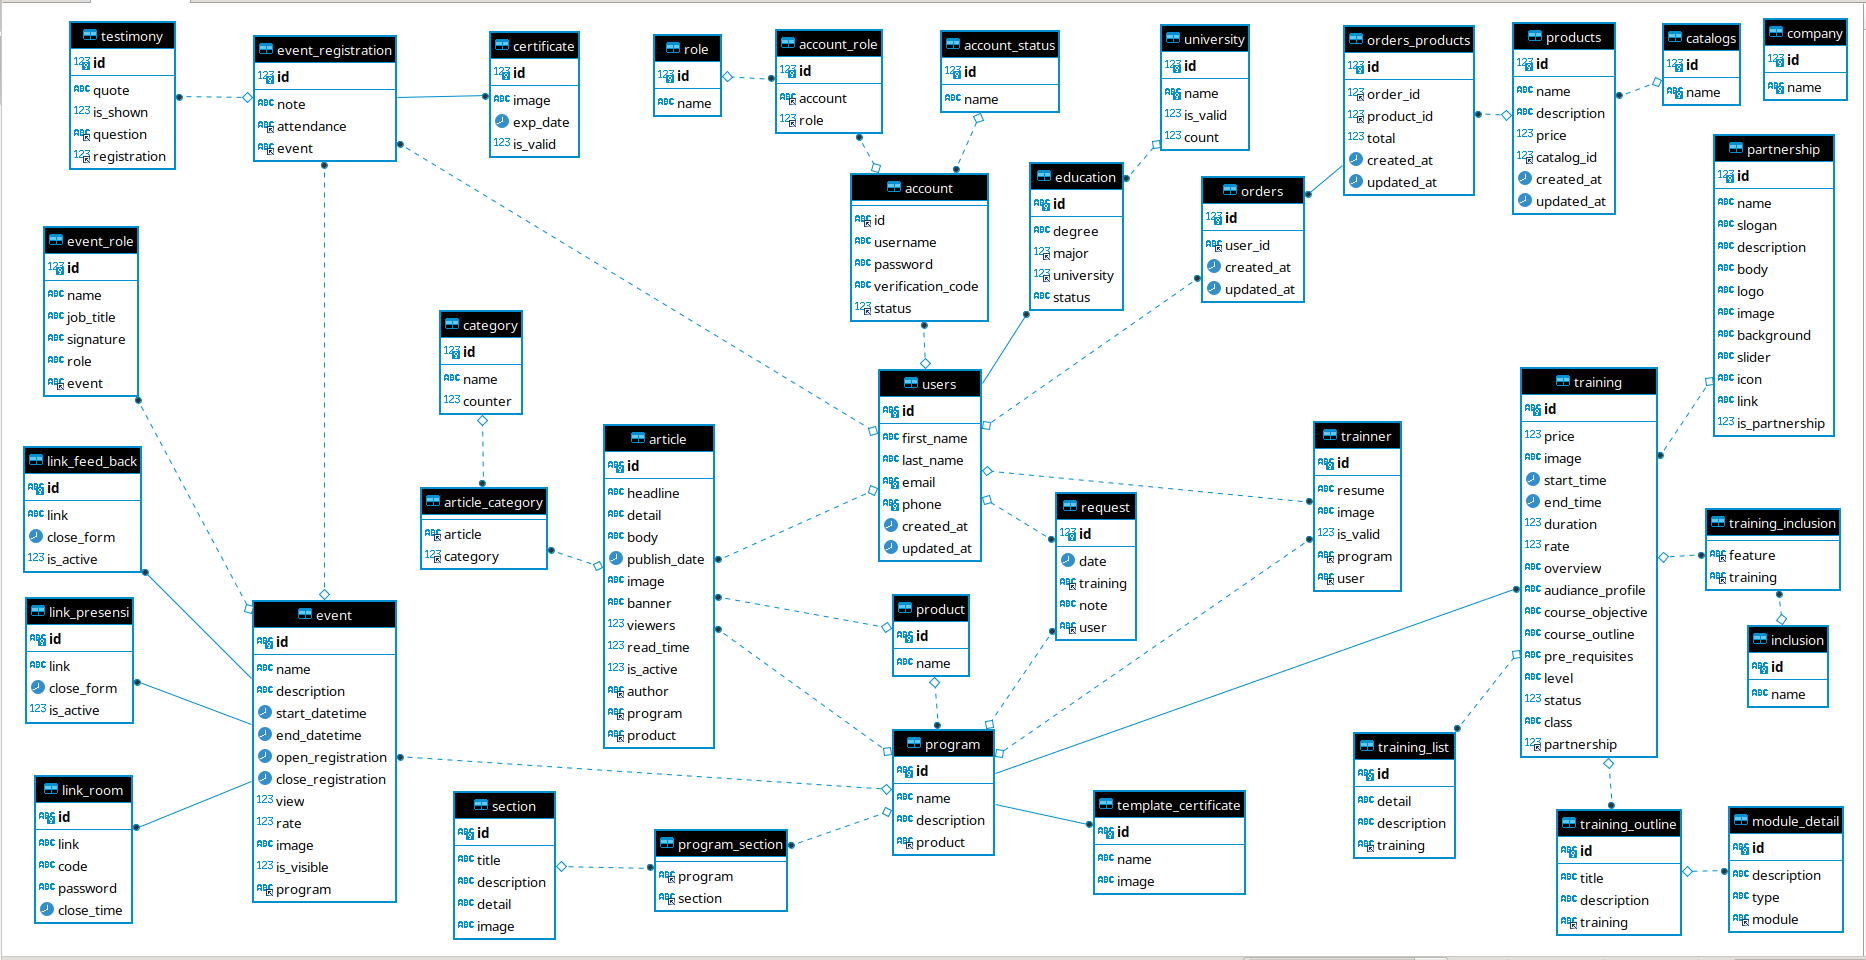 testimony
id
quote
is_shown
question
registration
event_registration
id
note
attendance
event
certificate
id
image
exp_date
is_valid
role
id
name
account_role
id
account
role
account_status
id
name
university
id
name
is_valid
count
orders_products
id
order_id
product_id
total
created_at
updated_at
products
id
name
description
price
catalog_id
created_at
updated_at
catalogs
id
name
company
id
name
partnership
id
name
slogan
description
body
logo
image
background
slider
icon
link
is_partnership
account
id
username
password
verification_code
status
education
id
degree
major
university
status
orders
id
user_id
created_at
updated_at
event_role
id
name
job_title
signature
role
event
category
id
name
counter
users
id
first_name
last_name
email
phone
created_at
updated_at
training
id
price
image
start_time
end_time
duration
rate
overview
audiance_profile
course_objective
course_outline
pre_requisites
level
status
class
partnership
link_feed_back
id
link
close_form
is_active
article_category
article
category
article
id
headline
detail
body
publish_date
image
banner
viewers
read_time
is_active
author
program
product
trainner
id
resume
image
is_valid
program
user
request
id
date
training
note
user
training_inclusion
feature
training
link_presensi
id
link
close_form
is_active
event
id
name
description
start_datetime
end_datetime
open_registration
close_registration
view
rate
image
is_visible
program
product
id
name
inclusion
id
name
program
id
name
description
product
training_list
id
detail
description
training
link_room
id
link
code
password
close_time
section
id
title
description
detail
image
program_section
program
section
template_certificate
id
name
image
training_outline
id
title
description
training
module_detail
id
description
type
module